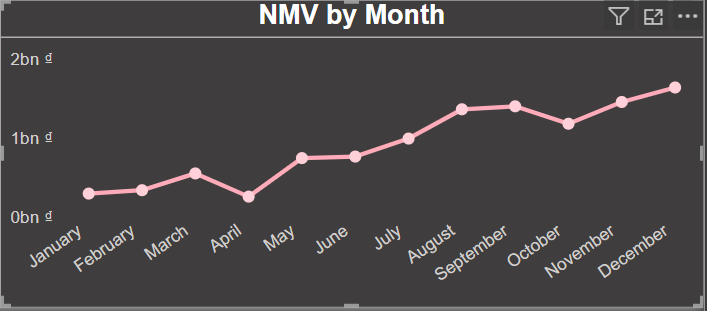 NMV by Month
2bn ₫
1bn ₫
0bn ₫
January
February
March
April
May
June
July
August
September
October
November
December